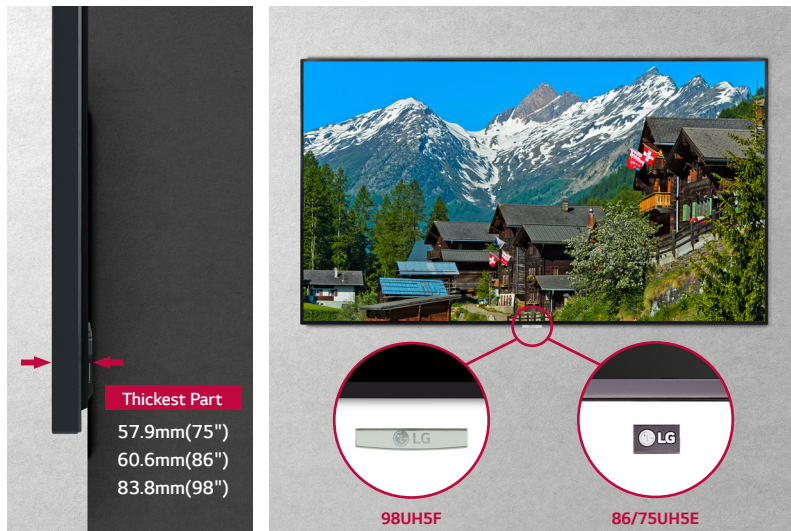 Thickest Part
57.9mm(75")
60.6mm(86")
83.8mm(98")
LG
LG
98UH5F
86/75UH5E